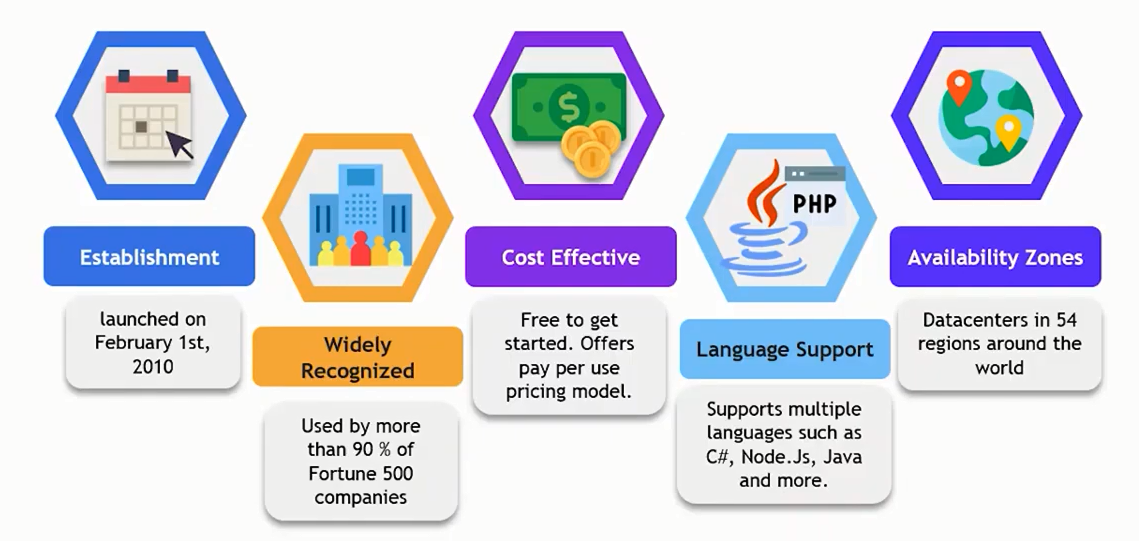 PHP
Establishment
launched on
February 1st,
2010
Widely
Recognized
Used by more
than 90 % of
Fortune 500
companies
Cost Effective
Free to get
started. Offers
pay per use
pricing model.
Language Support
Supports multiple
languages such as
C#, Node.Js, Java
and more.
Availability Zones
Datacenters in 54
regions around the
world